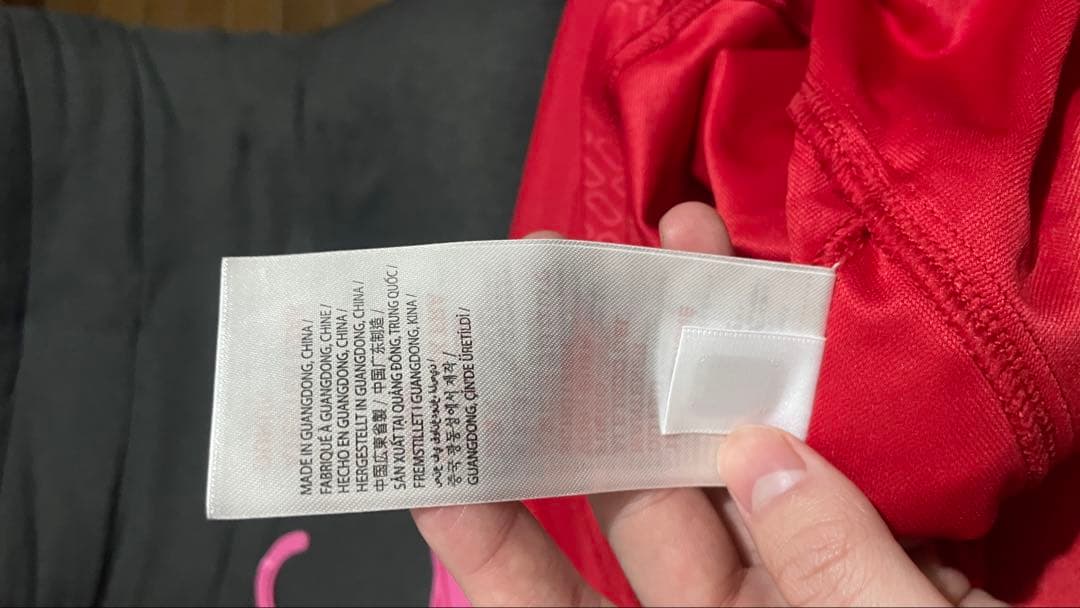 MADE IN GUANGDONG, CHINA /
FABRIQUÉ À GUANGDONG, CHINE /
HECHO EN GUANGDONG, CHINA /
HERGESTELLT IN GUANGDONG, CHINA /
中国広東省製 / 中国广东制造 /
SẢN XUẤT TẠI QUẢNG ĐÔNG, TRUNG QUỐC /
FREMSTILLET I GUANGDONG, KINA /
중국 광동성에서 제작 /
GUANGDONG, ÇİN'DE ÜRETİLDİ /